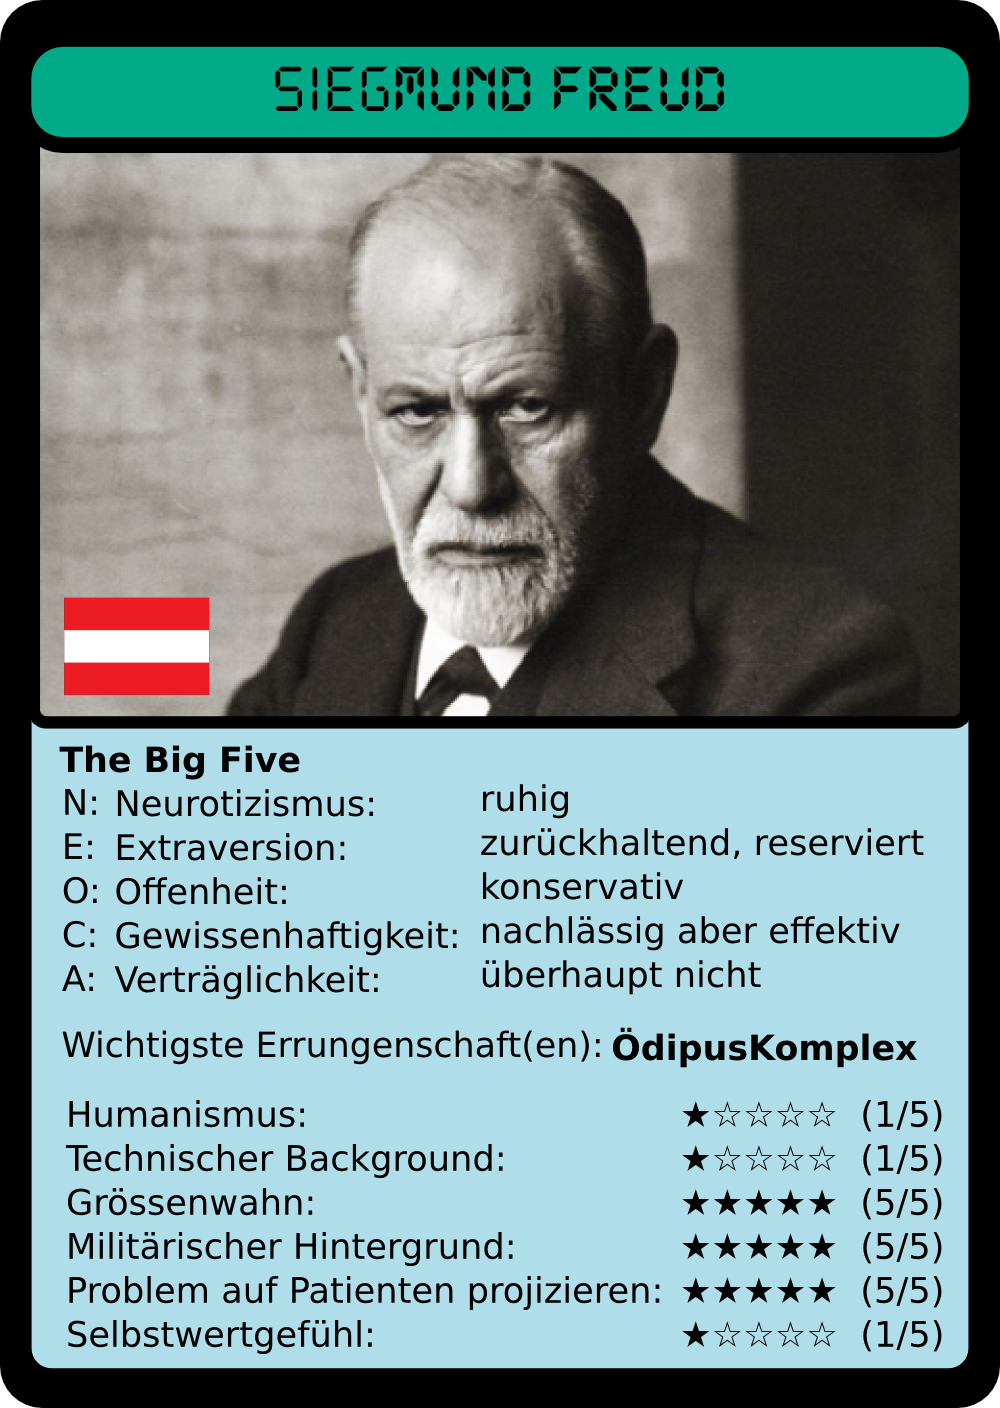 SIEGMUND FREUD
The Big Five
N: Neurotizismus: ruhig
E: Extraversion: zurückhaltend, reserviert
O: Offenheit: konservativ
C: Gewissenhaftigkeit: nachlässig aber effektiv
A: Verträglichkeit: überhaupt nicht
Wichtigste Errungenschaft(en): ÖdipusKomplex
Humanismus: ★☆☆☆☆ (1/5)
Technischer Background: ★☆☆☆☆ (1/5)
Grössenwahn: ★★★★★ (5/5)
Militärischer Hintergrund: ★★★★★ (5/5)
Problem auf Patienten projizieren: ★★★★★ (5/5)
Selbstwertgefühl: ★☆☆☆☆ (1/5)